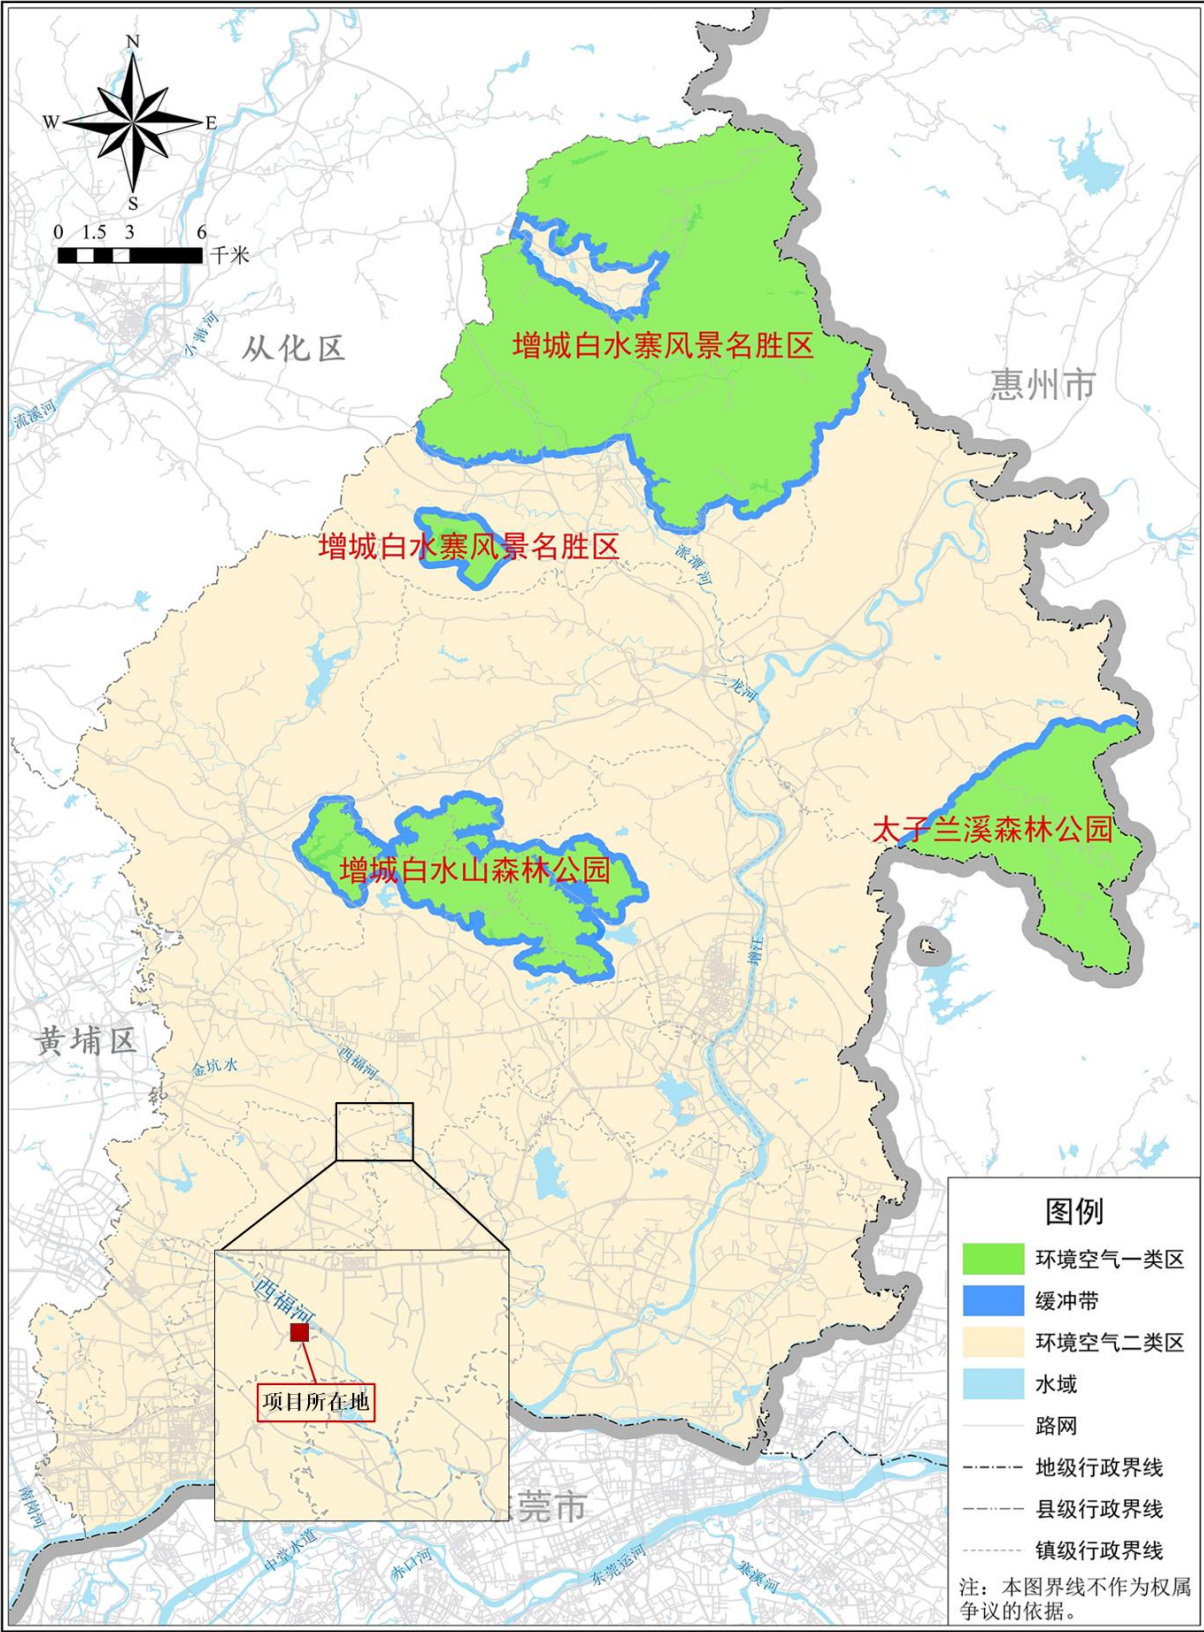 N
W
E
S
0 1.5 3 6
千米
小海河
从化区
流溪河
惠州市
增城白水寨风景名胜区
增城白水寨风景名胜区
派潭河
二龙河
太子兰溪森林公园
增城白水山森林公园
增江
黄埔区
金坑水
西福河
西福河
项目所在地
莞市
南岗河
中堂水道
赤口河
东莞运河
寒溪河
图例
环境空气一类区
缓冲带
环境空气二类区
水域
路网
地级行政界线
县级行政界线
镇级行政界线
注：本图界线不作为权属
争议的依据。